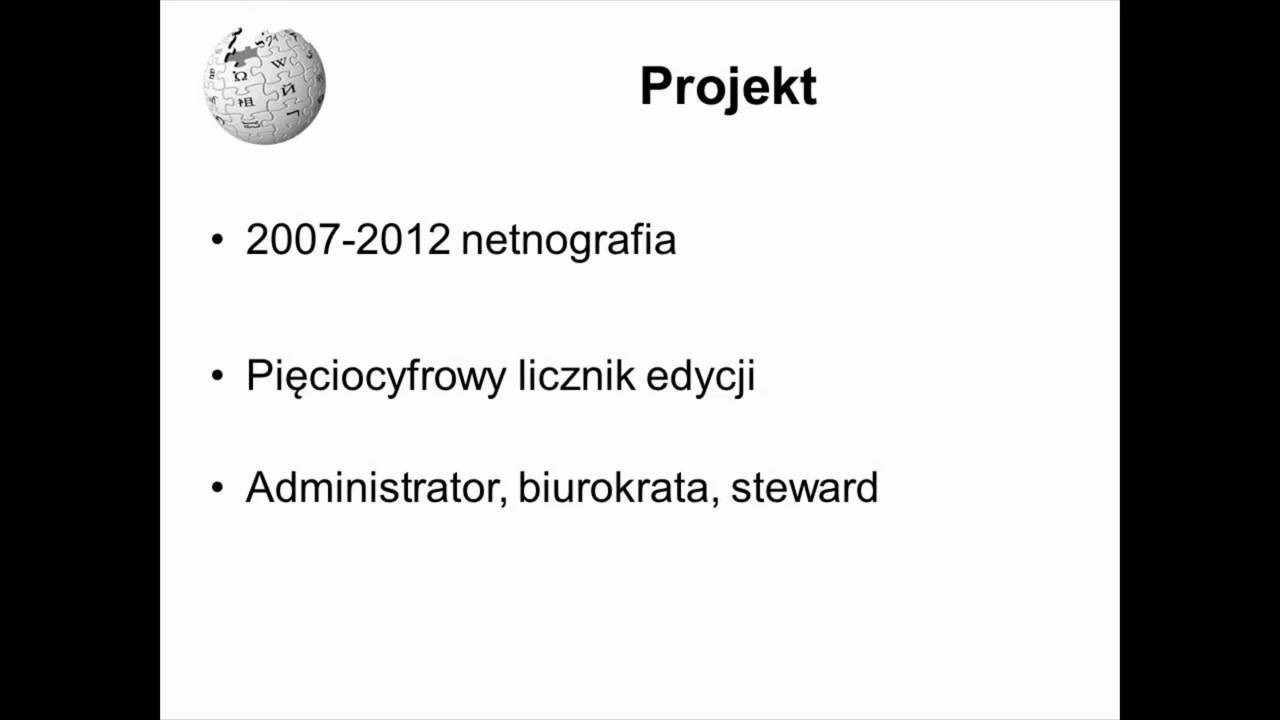 Projekt
• 2007-2012 netnografia
• Pięciocyfrowy licznik edycji
• Administrator, biurokrata, steward